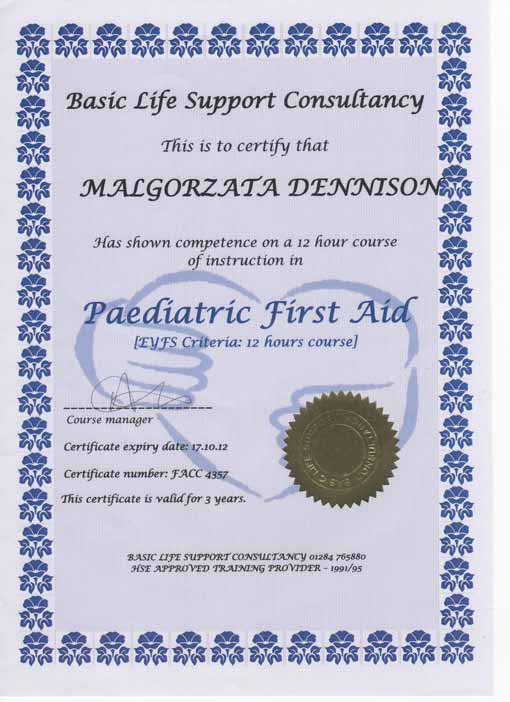 Basic Life Support Consultancy
This is to certify that
MALGORZATA DENNISON
Has shown competence on a 12 hour course
of instruction in
Paediatric First Aid
[EYFS Criteria: 12 hours course]
Course manager
Certificate expiry date: 17.10.12
Certificate number: FACC 4357
This certificate is valid for 3 years.
BASIC LIFE SUPPORT CONSULTANCY 01284 765880
HSE APPROVED TRAINING PROVIDER - 1991/95